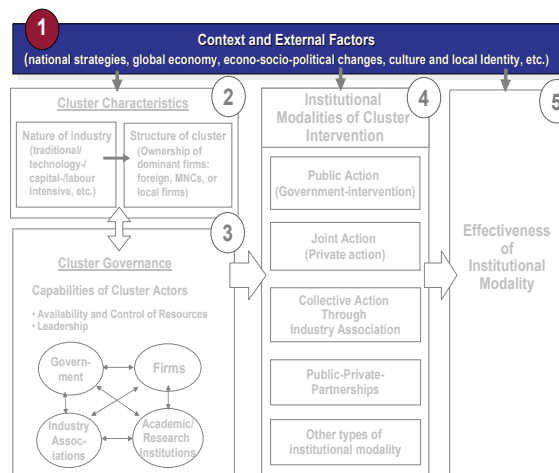 1
Context and External Factors
(national strategies, global economy, econo-socio-political changes, culture and local Identity, etc.)
Cluster Characteristics
2
Nature of industry
(traditional/
technology-/
capital-/labour
intensive, etc.)
Structure of cluster
(Ownership of
dominant firms:
foreign, MNCs, or
local firms)
3
Cluster Governance
Capabilities of Cluster Actors
• Availability and Control of Resources
• Leadership
Govern-
ment
Firms
Industry
Assoc-
iations
Academic/
Research
Institutions
Institutional
Modalities of Cluster
Intervention
4
Public Action
(Government-intervention)
Joint Action
(Private action)
Collective Action
Through
Industry Association
Public-Private-
Partnerships
Other types of
institutional modality
5
Effectiveness
of
Institutional
Modality